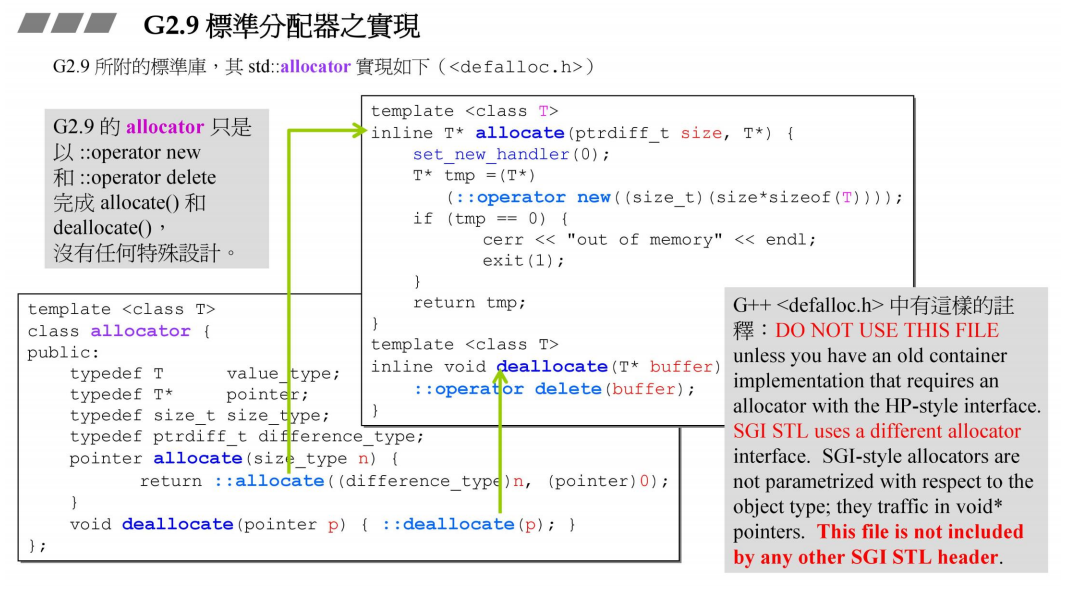 G2.9 標準分配器之實現
G2.9 所附的標準庫，其 std::allocator 實現如下（<defalloc.h>）
G2.9 的 allocator 只是
以 ::operator new
和 ::operator delete
完成 allocate() 和
deallocate()，
沒有任何特殊設計。
template <class T>
inline T* allocate(ptrdiff_t size, T*) {
    set_new_handler(0);
    T* tmp =(T*)
        (::operator new((size_t)(size*sizeof(T))));
    if (tmp == 0) {
            cerr << "out of memory" << endl;
            exit(1);
    }
    return tmp;
}
template <class T>
inline void deallocate(T* buffer)
    ::operator delete(buffer);
}
template <class T>
class allocator {
public:
    typedef T      value_type;
    typedef T*     pointer;
    typedef size_t size_type;
    typedef ptrdiff_t difference_type;
    pointer allocate(size_type n) {
            return ::allocate((difference_type)n, (pointer)0);
    }
    void deallocate(pointer p) { ::deallocate(p); }
};
G++ <defalloc.h> 中有這樣的註
釋：DO NOT USE THIS FILE
unless you have an old container
implementation that requires an
allocator with the HP-style interface.
SGI STL uses a different allocator
interface.  SGI-style allocators are
not parametrized with respect to the
object type; they traffic in void*
pointers.  This file is not included
by any other SGI STL header.